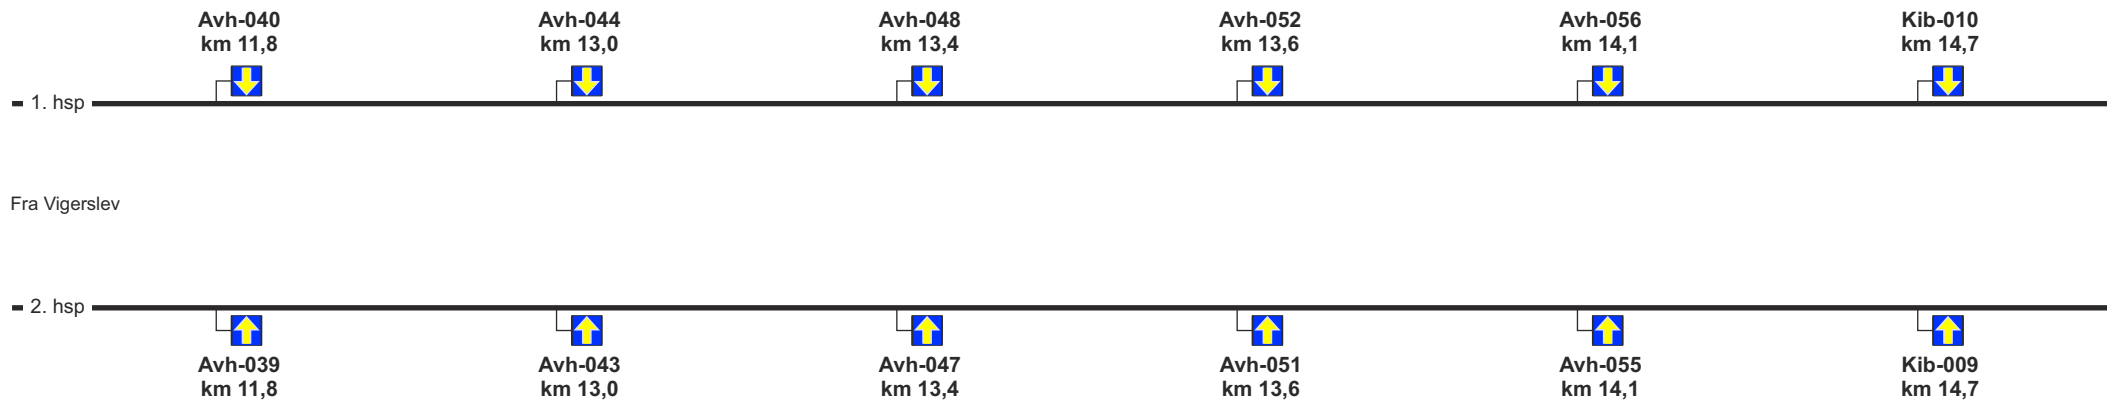 Avh-040
km 11,8
Avh-044
km 13,0
Avh-048
km 13,4
Avh-052
km 13,6
Avh-056
km 14,1
Kib-010
km 14,7
1. hsp
Fra Vigerslev
2. hsp
Avh-039
km 11,8
Avh-043
km 13,0
Avh-047
km 13,4
Avh-051
km 13,6
Avh-055
km 14,1
Kib-009
km 14,7